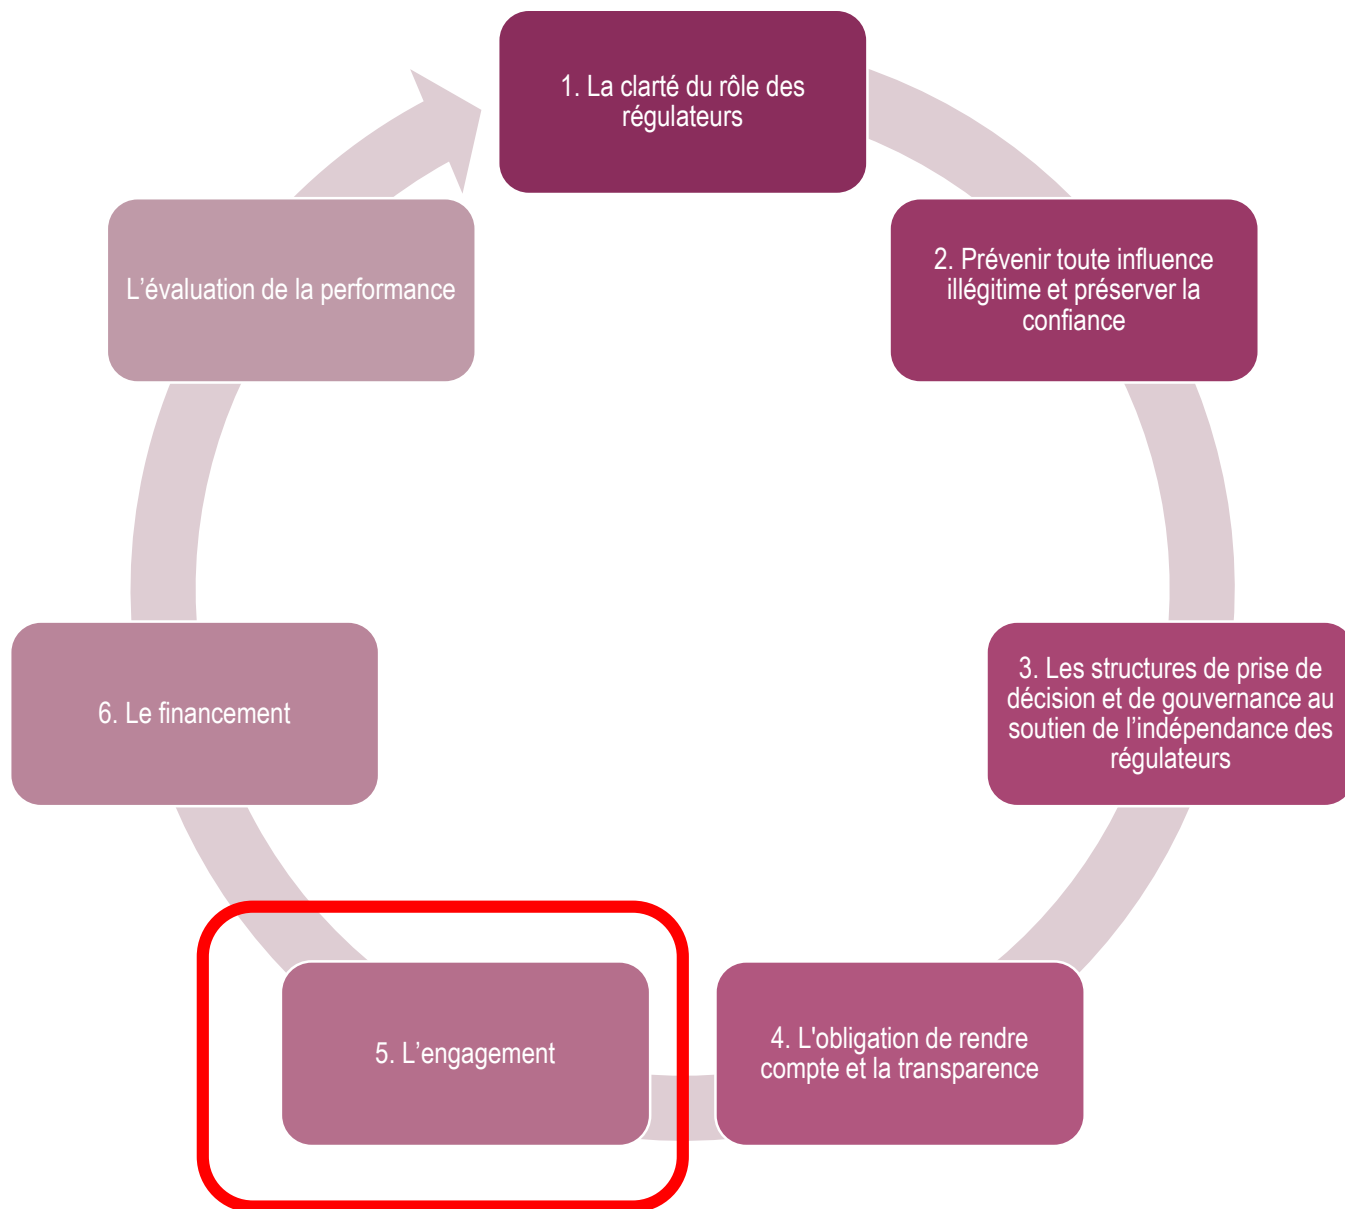 1. La clarté du rôle des
régulateurs
2. Prévenir toute influence
illégitime et préserver la
confiance
3. Les structures de prise de
décision et de gouvernance au
soutien de l’indépendance des
régulateurs
4. L'obligation de rendre
compte et la transparence
5. L’engagement
6. Le financement
L’évaluation de la performance